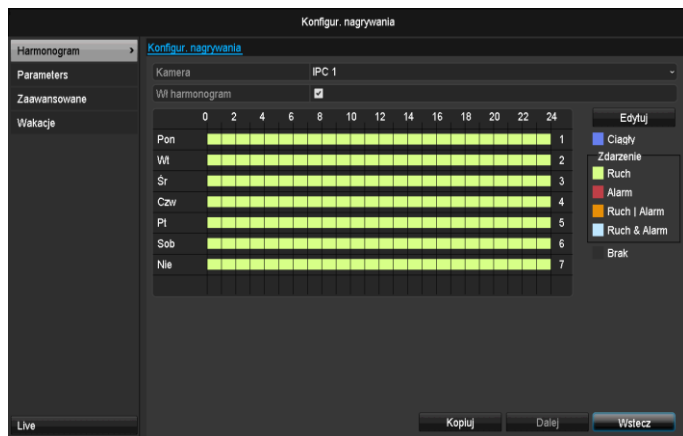 Konfigur. nagrywania
Harmonogram >
Parameters
Zaawansowane
Wakacje
Live
Konfigur. nagrywania
Kamera IPC 1
Wł harmonogram
0 2 4 6 8 10 12 14 16 18 20 22 24
Pon 1
Wt 2
Śr 3
Czw 4
Pt 5
Sob 6
Nie 7
Edytuj
Ciągły
Zdarzenie
Ruch
Alarm
Ruch | Alarm
Ruch & Alarm
Brak
Kopiuj Dalej Wstecz